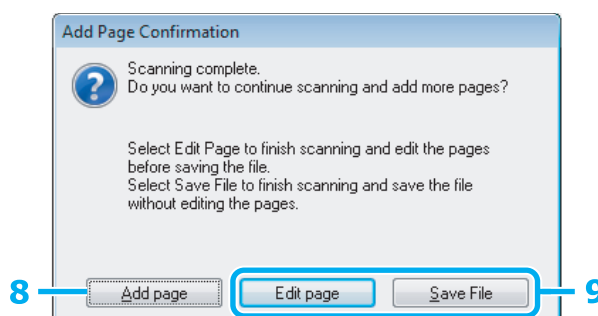 Add Page Confirmation
Scanning complete.
Do you want to continue scanning and add more pages?
Select Edit Page to finish scanning and edit the pages
before saving the file.
Select Save File to finish scanning and save the file
without editing the pages.
8 Add page Edit page Save File 9